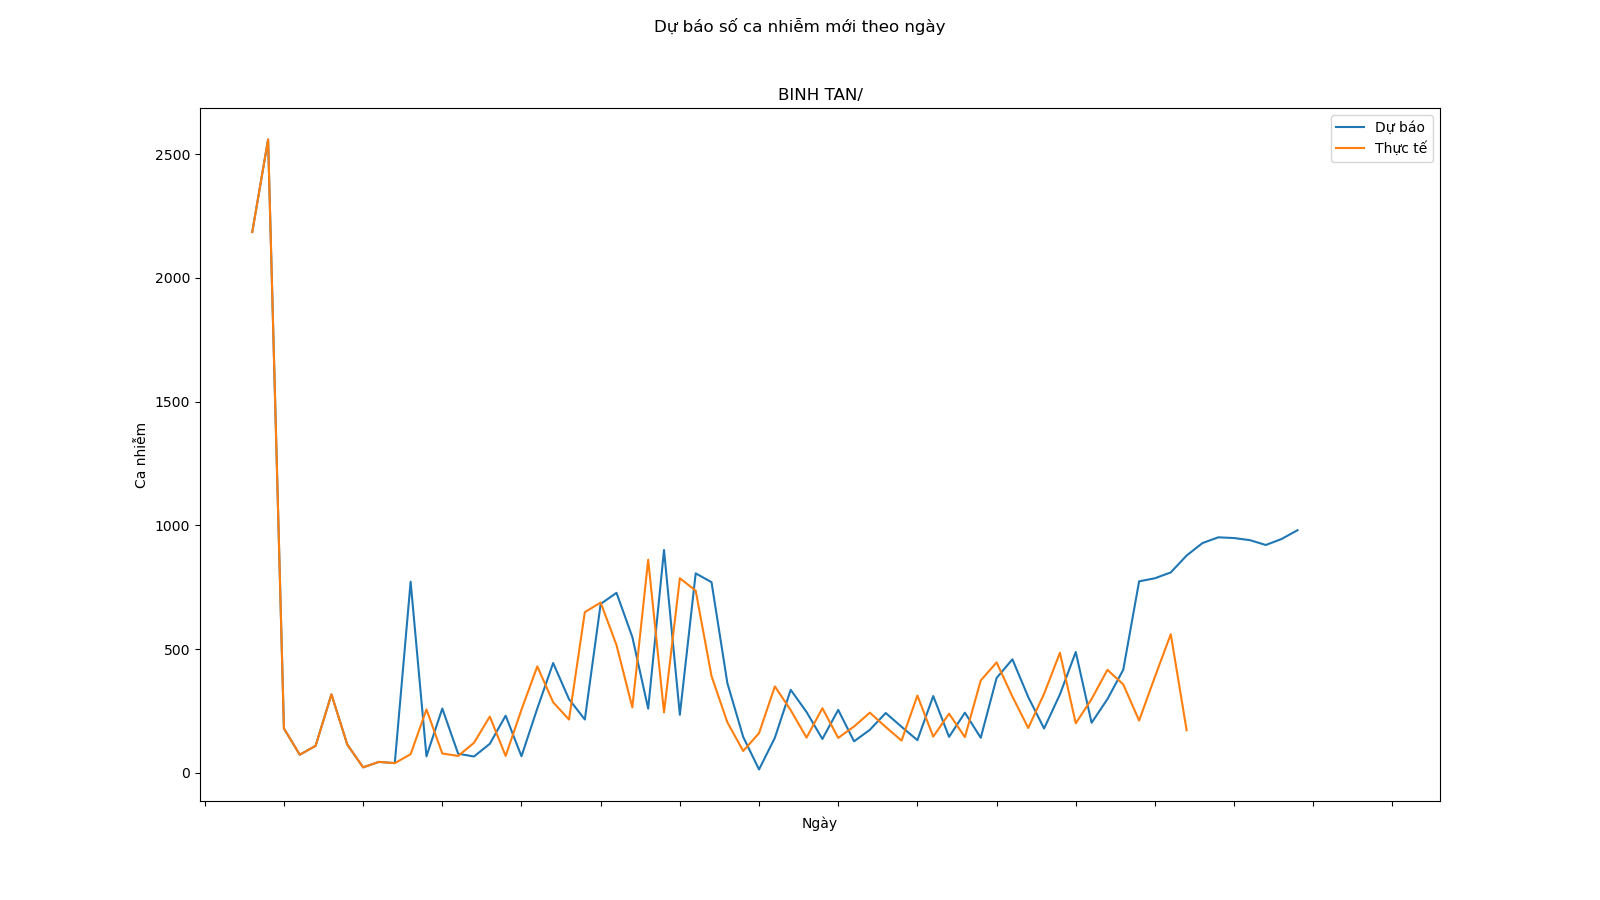 Dự báo số ca nhiễm mới theo ngày
BINH TAN/
Dự báo
Thực tế
2500
2000
1500
1000
500
0
Ca nhiễm
Ngày